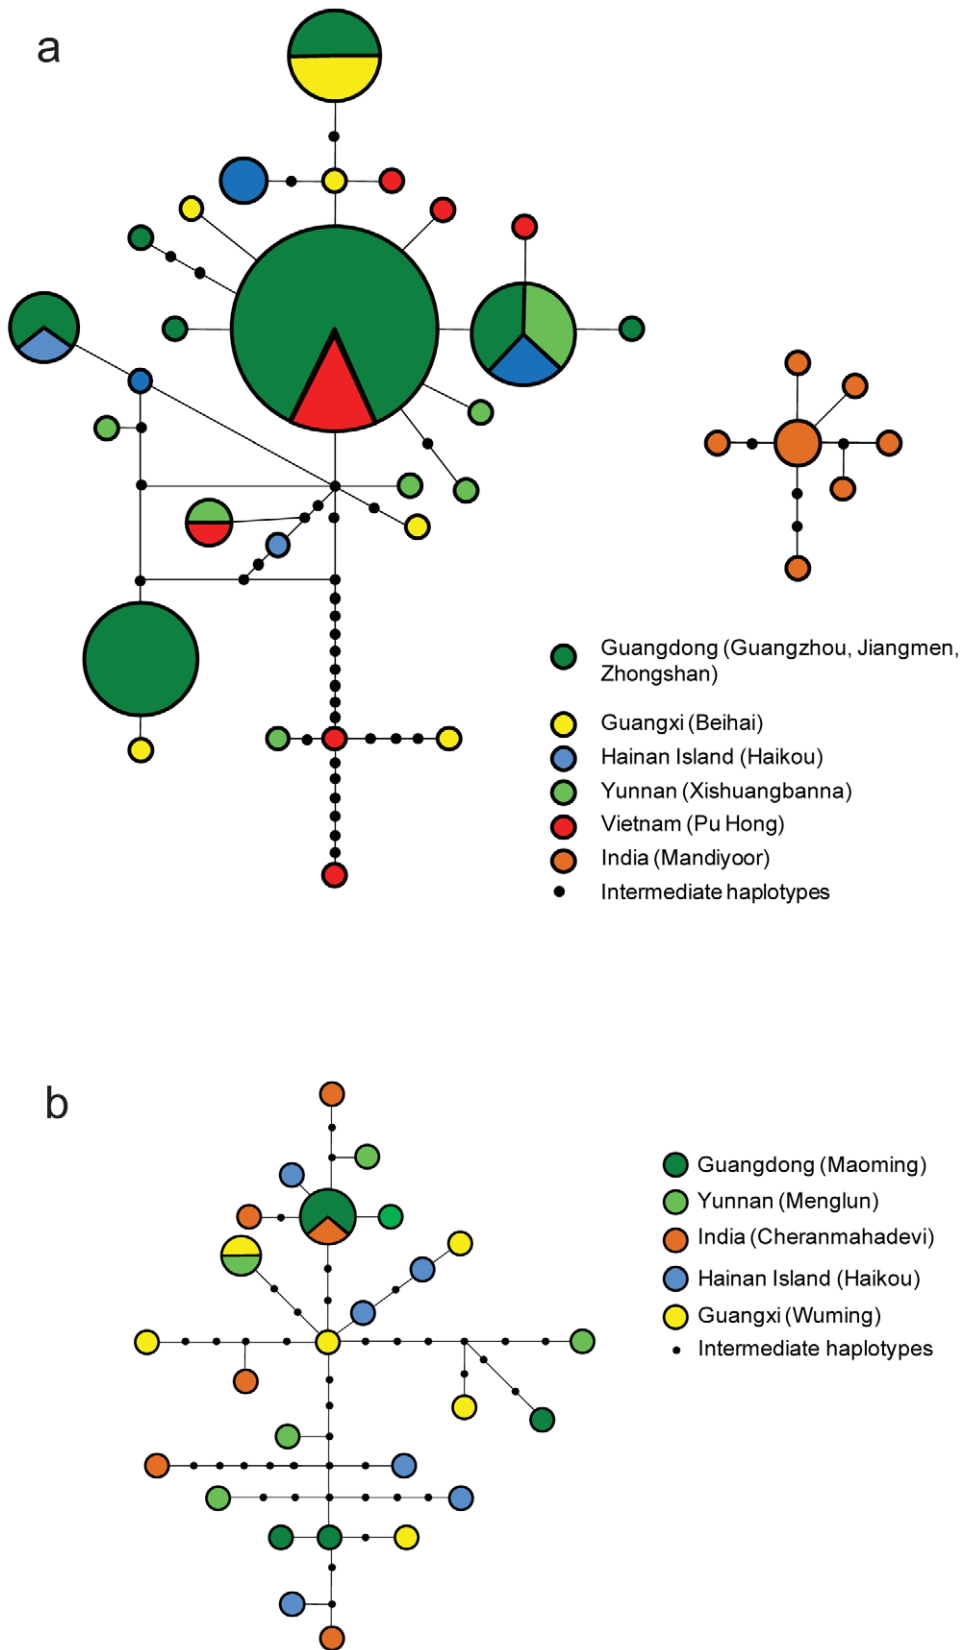 a
Guangdong (Guangzhou, Jiangmen,
Zhongshan)
Guangxi (Beihai)
Hainan Island (Haikou)
Yunnan (Xishuangbanna)
Vietnam (Pu Hong)
India (Mandiyoor)
Intermediate haplotypes
b
Guangdong (Maoming)
Yunnan (Menglun)
India (Cheranmahadevi)
Hainan Island (Haikou)
Guangxi (Wuming)
Intermediate haplotypes